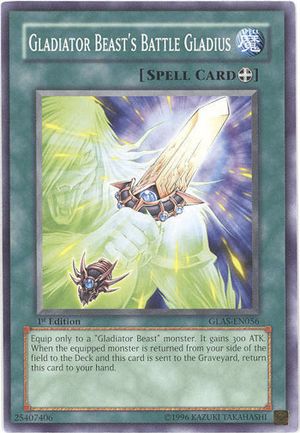 GLADIATOR BEAST'S BATTLE GLADIUS 魔
[SPELL CARD]
1st Edition
GLAS-EN056
Equip only to a "Gladiator Beast" monster. It gains 300 ATK.
When the equipped monster is returned from your side of
field to the Deck and this card is sent to the Graveyard, return
this card to your hand.
25407406
©1996 KAZUKI TAKAHASHI